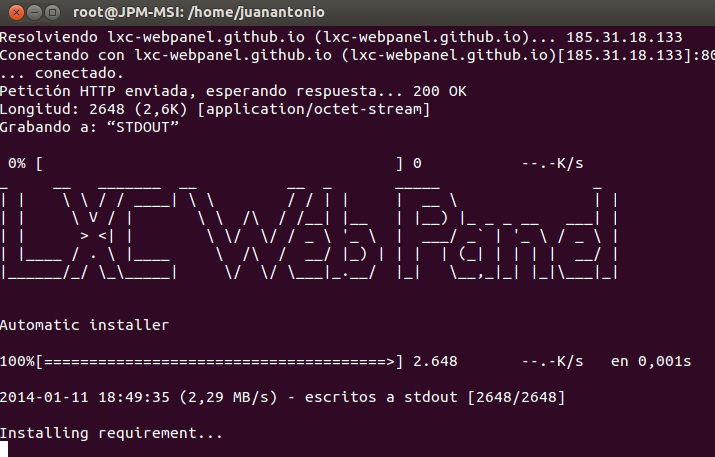 root@JPM-MSI: /home/juanantonio
Resolviendo lxc-webpanel.github.io (lxc-webpanel.github.io)... 185.31.18.133
Conectando con lxc-webpanel.github.io (lxc-webpanel.github.io)[185.31.18.133]:80
... conectado.
Petición HTTP enviada, esperando respuesta... 200 OK
Longitud: 2648 (2,6K) [application/octet-stream]
Grabando a: “STDOUT”
0% [ ] 0 --.-K/s
LXC Web Panel
Automatic installer
100%[======================================>] 2.648 --.-K/s en 0,001s
2014-01-11 18:49:35 (2,29 MB/s) - escritos a stdout [2648/2648]
Installing requirement...